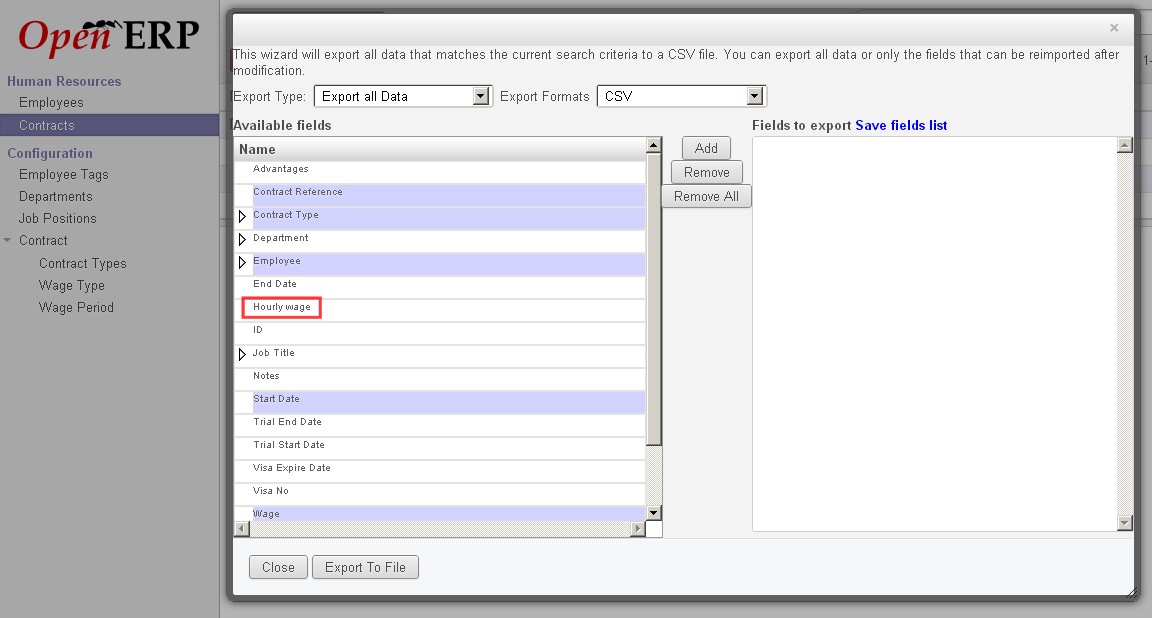 OpenERP
Human Resources
Employees
Contracts
Configuration
Employee Tags
Departments
Job Positions
Contract
Contract Types
Wage Type
Wage Period
×
This wizard will export all data that matches the current search criteria to a CSV file. You can export all data or only the fields that can be reimported after
modification.
Export Type: Export all Data Export Formats CSV
Available fields
Name
Advantages
Contract Reference
Contract Type
Department
Employee
End Date
Hourly wage
ID
Job Title
Notes
Start Date
Trial End Date
Trial Start Date
Visa Expire Date
Visa No
Wage
Add
Remove
Remove All
Fields to export Save fields list
Close Export To File
1-